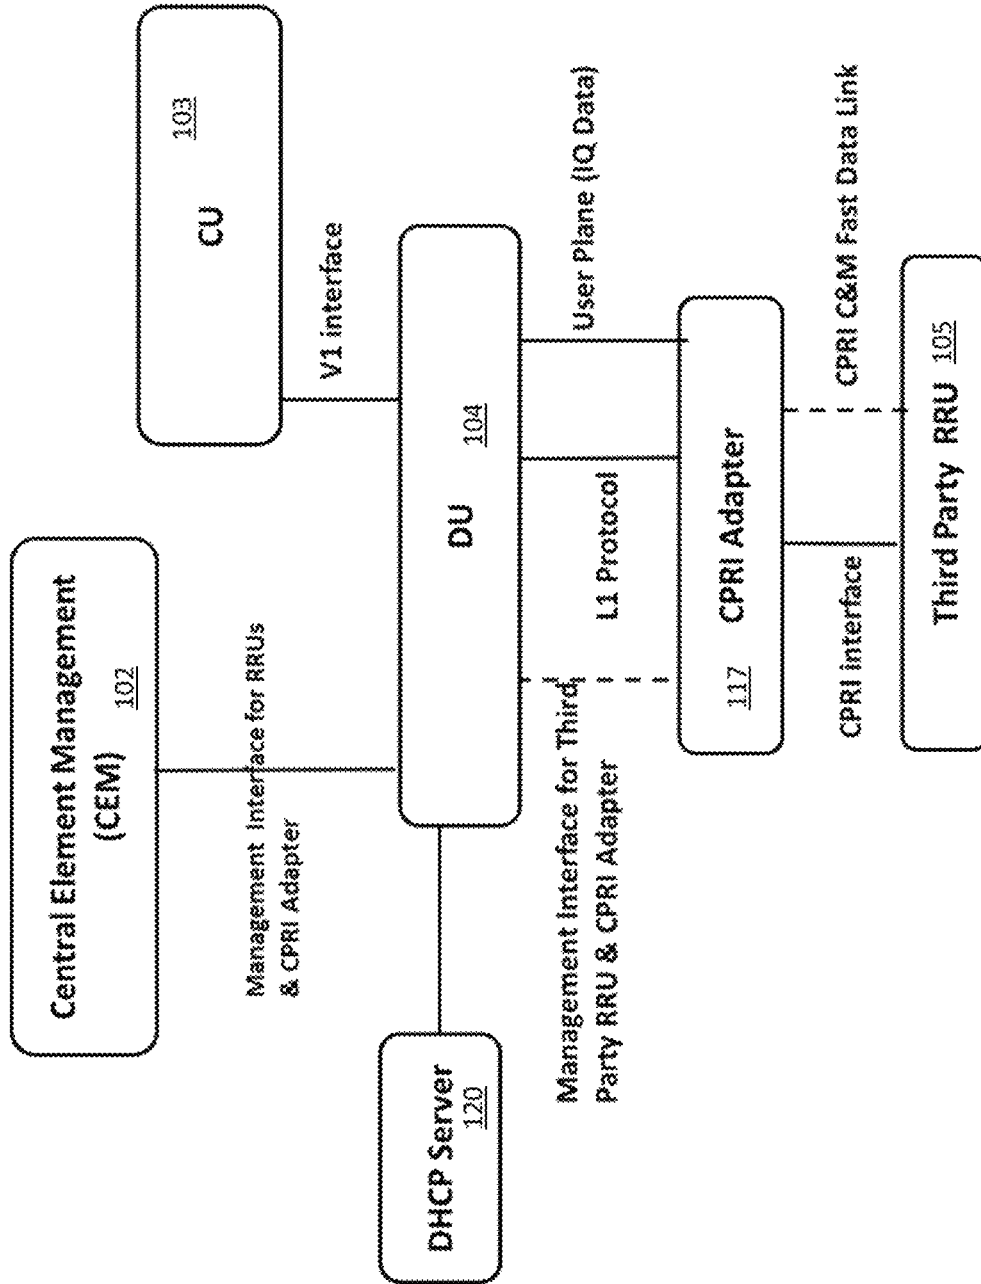 Central Element Management
(CEM)
102
CU
103
Management Interface for RRUs
& CPRI Adapter
V1 interface
DHCP Server
120
DU
104
Management Interface for Third
Party RRU & CPRI Adapter
L1 Protocol
User Plane (IQ Data)
117
CPRI Adapter
CPRI interface
CPRI C&M Fast Data Link
Third Party RRU 105